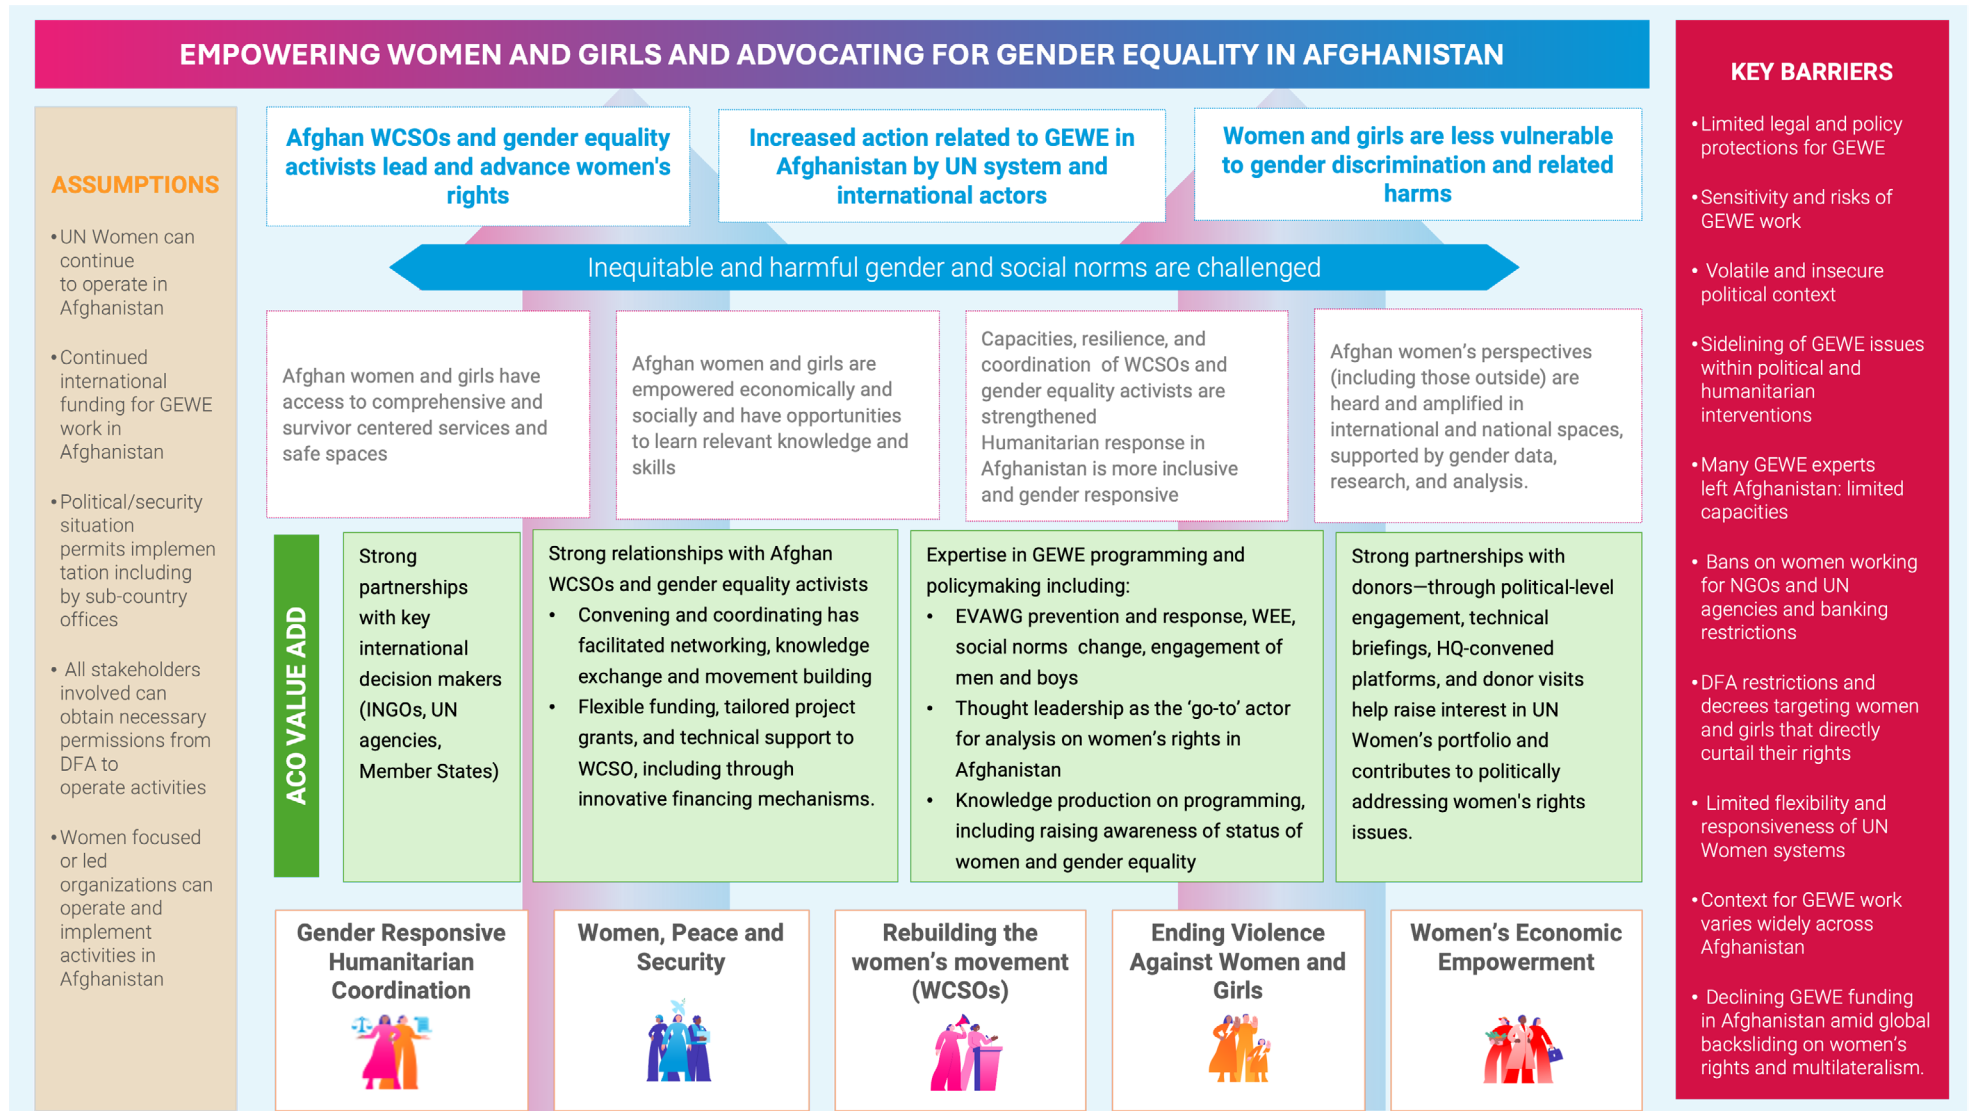 EMPOWERING WOMEN AND GIRLS AND ADVOCATING FOR GENDER EQUALITY IN AFGHANISTAN
ASSUMPTIONS
•UN Women can
continue
to operate in
Afghanistan
•Continued
international
funding for GEWE
work in
Afghanistan
•Political/security
situation
permits implemen
tation including
by sub-country
offices
• All stakeholders
involved can
obtain necessary
permissions from
DFA to
operate activities
•Women focused
or led
organizations can
operate and
implement
activities in
Afghanistan
Afghan WCSOs and gender equality
activists lead and advance women's
rights
Increased action related to GEWE in
Afghanistan by UN system and
international actors
Women and girls are less vulnerable
to gender discrimination and related
harms
Inequitable and harmful gender and social norms are challenged
Afghan women and girls have
access to comprehensive and
survivor centered services and
safe spaces
Afghan women and girls are
empowered economically and
socially and have opportunities
to learn relevant knowledge and
skills
Capacities, resilience, and
coordination of WCSOs and
gender equality activists are
strengthened
Humanitarian response in
Afghanistan is more inclusive
and gender responsive
Afghan women’s perspectives
(including those outside) are
heard and amplified in
international and national spaces,
supported by gender data,
research, and analysis.
ACO VALUE ADD
Strong
partnerships
with key
international
decision makers
(INGOs, UN
agencies,
Member States)
Strong relationships with Afghan
WCSOs and gender equality activists
• Convening and coordinating has
facilitated networking, knowledge
exchange and movement building
• Flexible funding, tailored project
grants, and technical support to
WCSO, including through
innovative financing mechanisms.
Expertise in GEWE programming and
policymaking including:
• EVAWG prevention and response, WEE,
social norms change, engagement of
men and boys
• Thought leadership as the ‘go-to’ actor
for analysis on women’s rights in
Afghanistan
• Knowledge production on programming,
including raising awareness of status of
women and gender equality
Strong partnerships with
donors—through political-level
engagement, technical
briefings, HQ-convened
platforms, and donor visits
help raise interest in UN
Women’s portfolio and
contributes to politically
addressing women's rights
issues.
Gender Responsive
Humanitarian
Coordination
Women, Peace and
Security
Rebuilding the
women’s movement
(WCSOs)
Ending Violence
Against Women and
Girls
Women’s Economic
Empowerment
KEY BARRIERS
•Limited legal and policy
protections for GEWE
•Sensitivity and risks of
GEWE work
• Volatile and insecure
political context
•Sidelining of GEWE issues
within political and
humanitarian
interventions
•Many GEWE experts
left Afghanistan: limited
capacities
• Bans on women working
for NGOs and UN
agencies and banking
restrictions
•DFA restrictions and
decrees targeting women
and girls that directly
curtail their rights
• Limited flexibility and
responsiveness of UN
Women systems
•Context for GEWE work
varies widely across
Afghanistan
• Declining GEWE funding
in Afghanistan amid global
backsliding on women’s
rights and multilateralism.